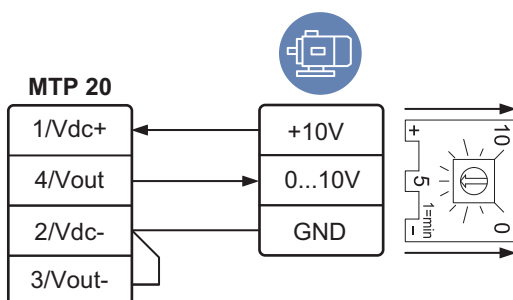 MTP 20
1/Vdc+
4/Vout
2/Vdc-
3/Vout-
+10V
0...10V
GND
+
10
5
1=min
-
0